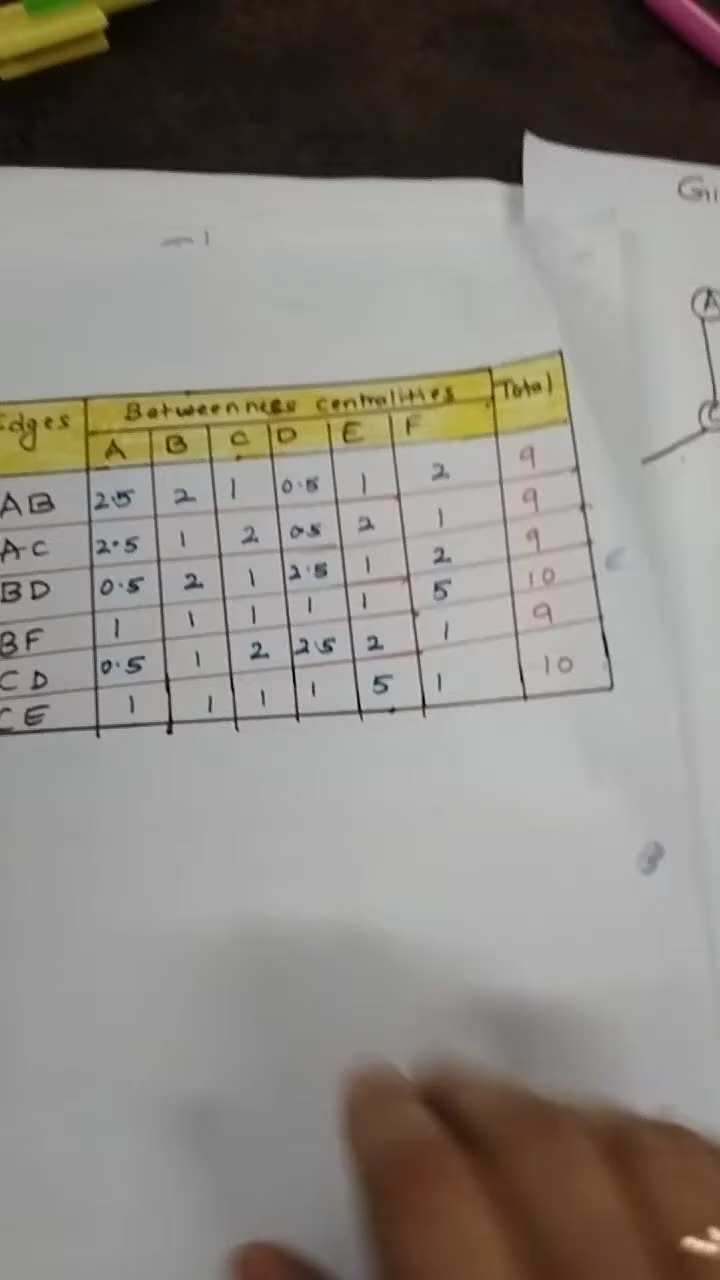 Gi
A
Edges Betweenness centralities Total
A B C D E F
AB 2.5 2 1 0.5 1 2 9
AC 2.5 1 2 0.5 2 1 9
BD 0.5 2 1 2.5 1 2 9
BF 1 1 1 1 1 5 10
CD 0.5 1 2 2.5 2 1 9
CE 1 1 1 1 5 1 10